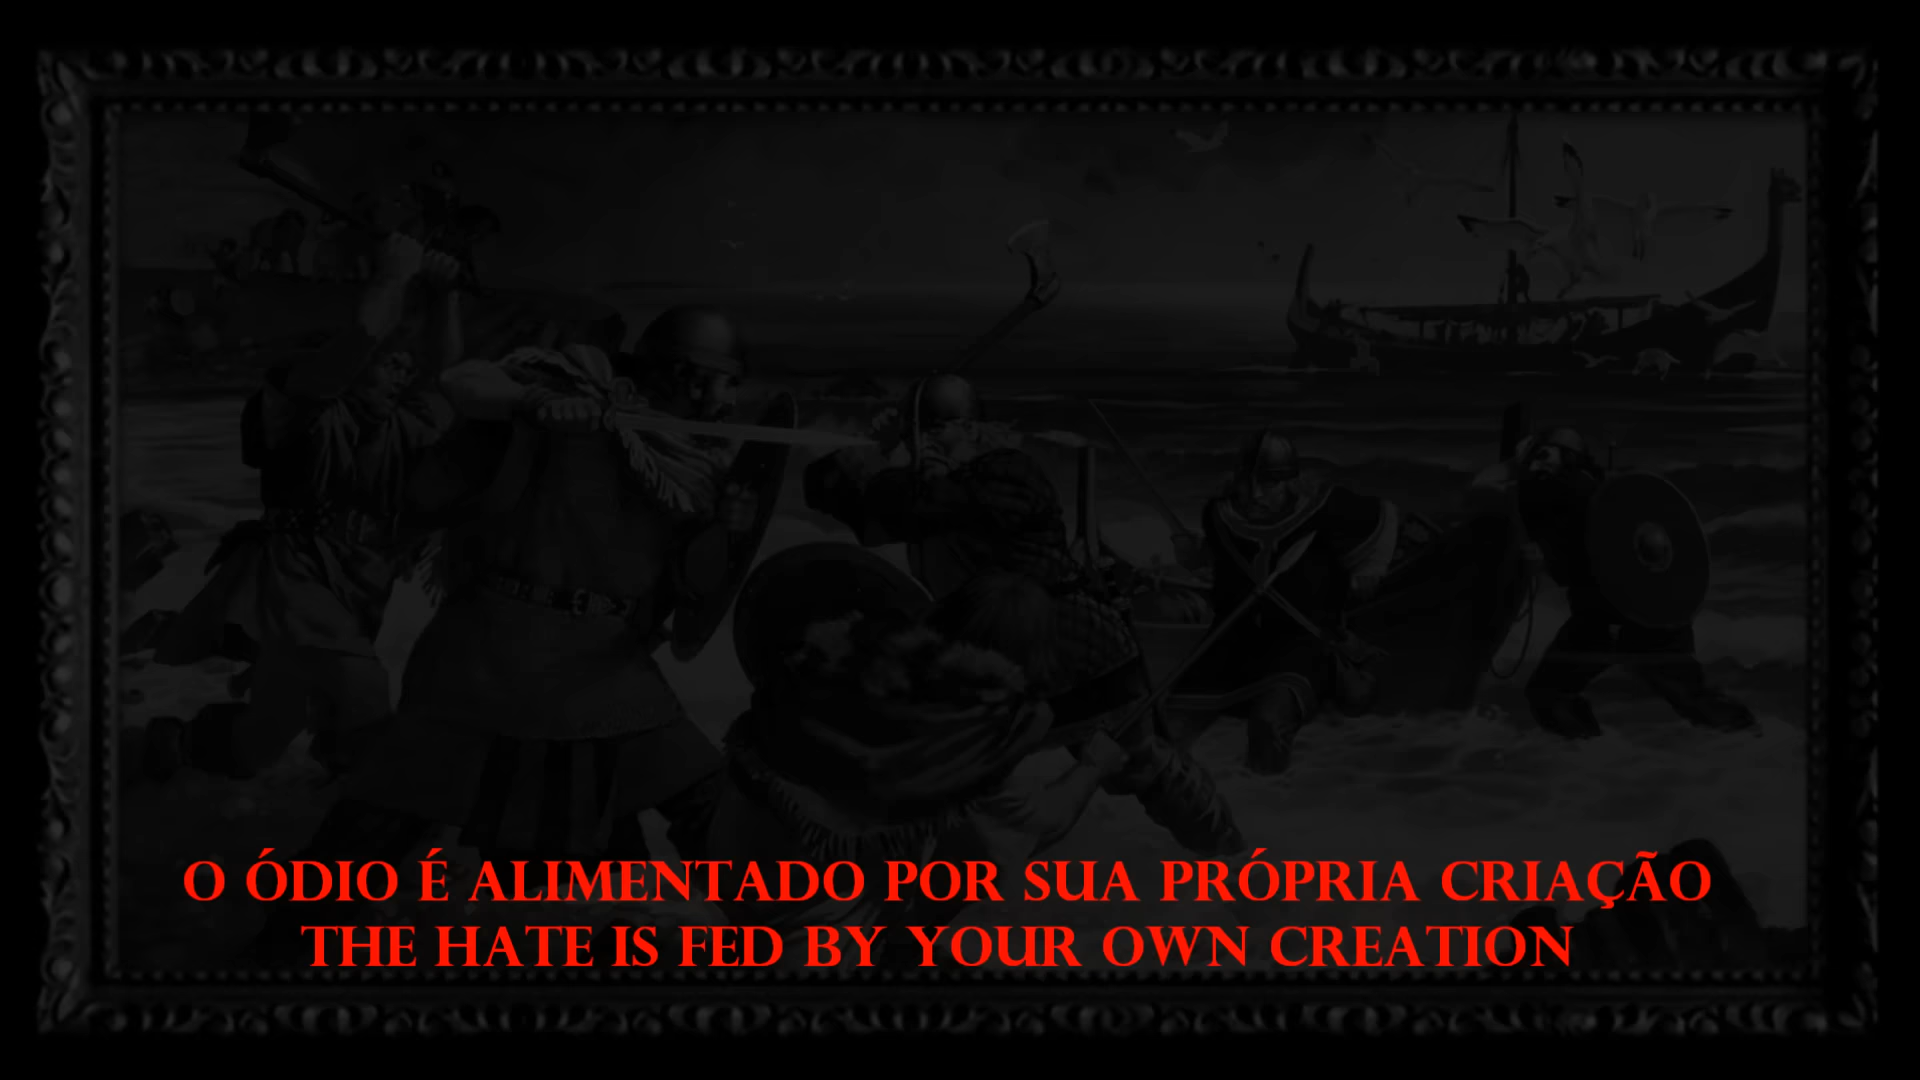 O ÓDIO É ALIMENTADO POR SUA PRÓPRIA CRIAÇÃO
THE HATE IS FED BY YOUR OWN CREATION